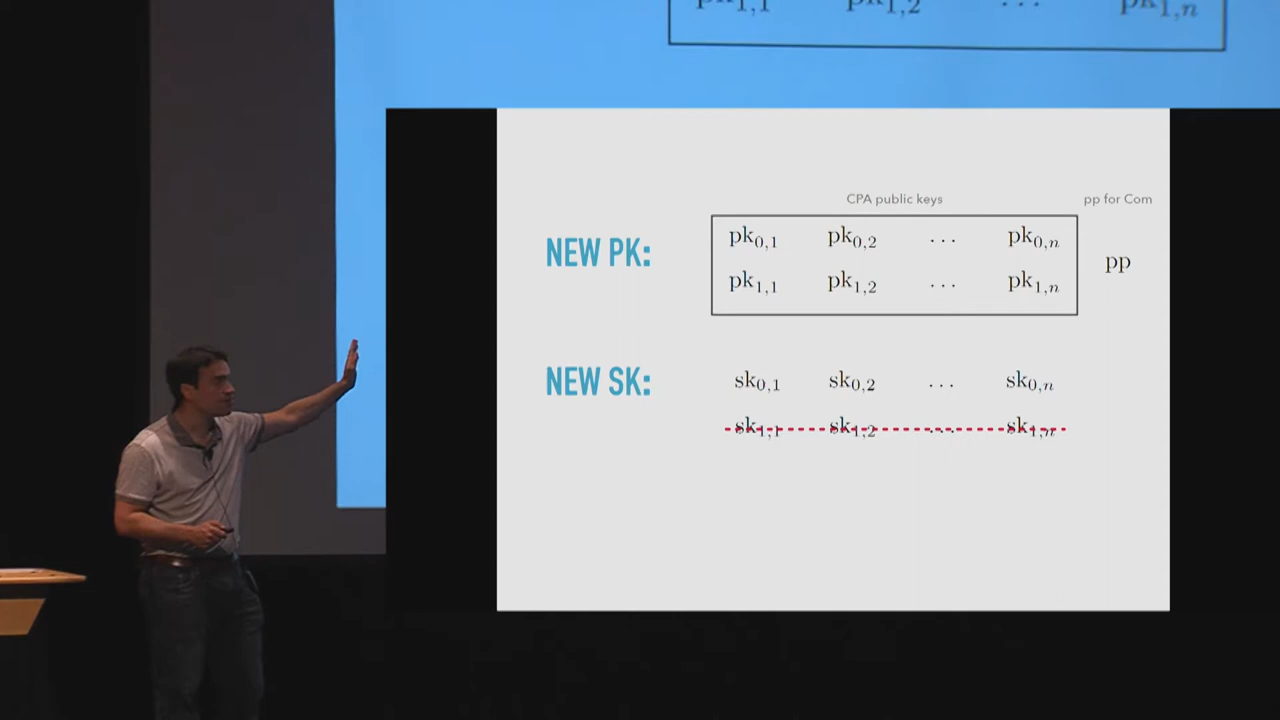 pk1,1 pk1,2 ... pk1,n
CPA public keys pp for Com
NEW PK: pk0,1 pk0,2 ... pk0,n pp
pk1,1 pk1,2 ... pk1,n
NEW SK: sk0,1 sk0,2 ... sk0,n
sk1,1 sk1,2 ... sk1,n